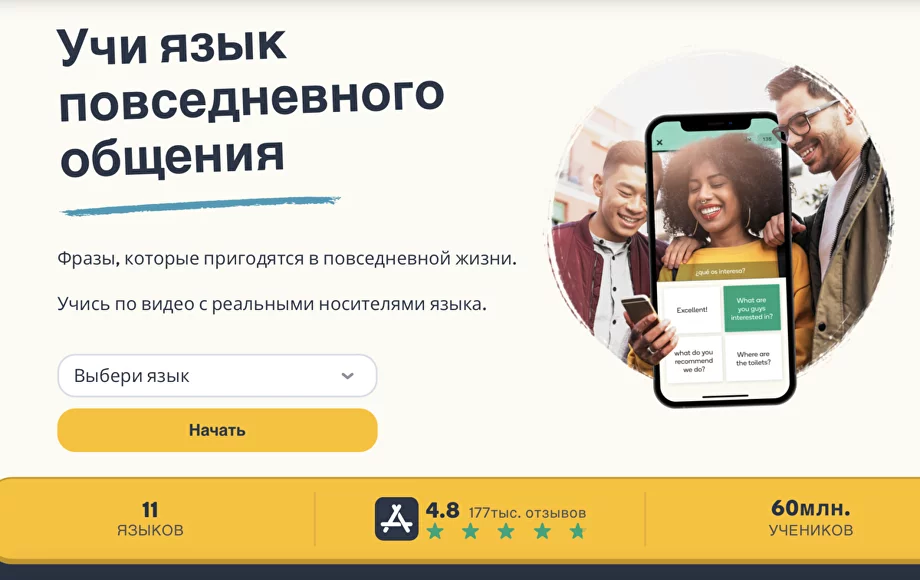 Учи язык
повседневного
общения
Фразы, которые пригодятся в повседневной жизни.
Учись по видео с реальными носителями языка.
Выбери язык
Начать
¿qué os interesa?
Excellent!
What are
you guys
interested in?
what do you
recommend
we do?
Where are
the toilets?
11
ЯЗЫКОВ
4.8 177тыс. отзывов
60млн.
УЧЕНИКОВ